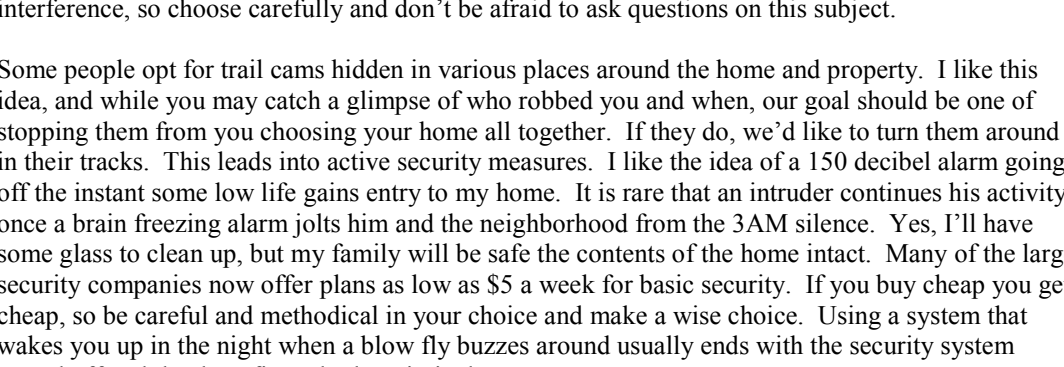 interference, so choose carefully and don't be afraid to ask questions on this subject.
Some people opt for trail cams hidden in various places around the home and property.  I like this
idea, and while you may catch a glimpse of who robbed you and when, our goal should be one of
stopping them from you choosing your home all together.  If they do, we'd like to turn them around
in their tracks.  This leads into active security measures.  I like the idea of a 150 decibel alarm going
off the instant some low life gains entry to my home.  It is rare that an intruder continues his activity
once a brain freezing alarm jolts him and the neighborhood from the 3AM silence.  Yes, I'll have
some glass to clean up, but my family will be safe the contents of the home intact.  Many of the larg
security companies now offer plans as low as $5 a week for basic security.  If you buy cheap you ge
cheap, so be careful and methodical in your choice and make a wise choice.  Using a system that
wakes you up in the night when a blow fly buzzes around usually ends with the security system